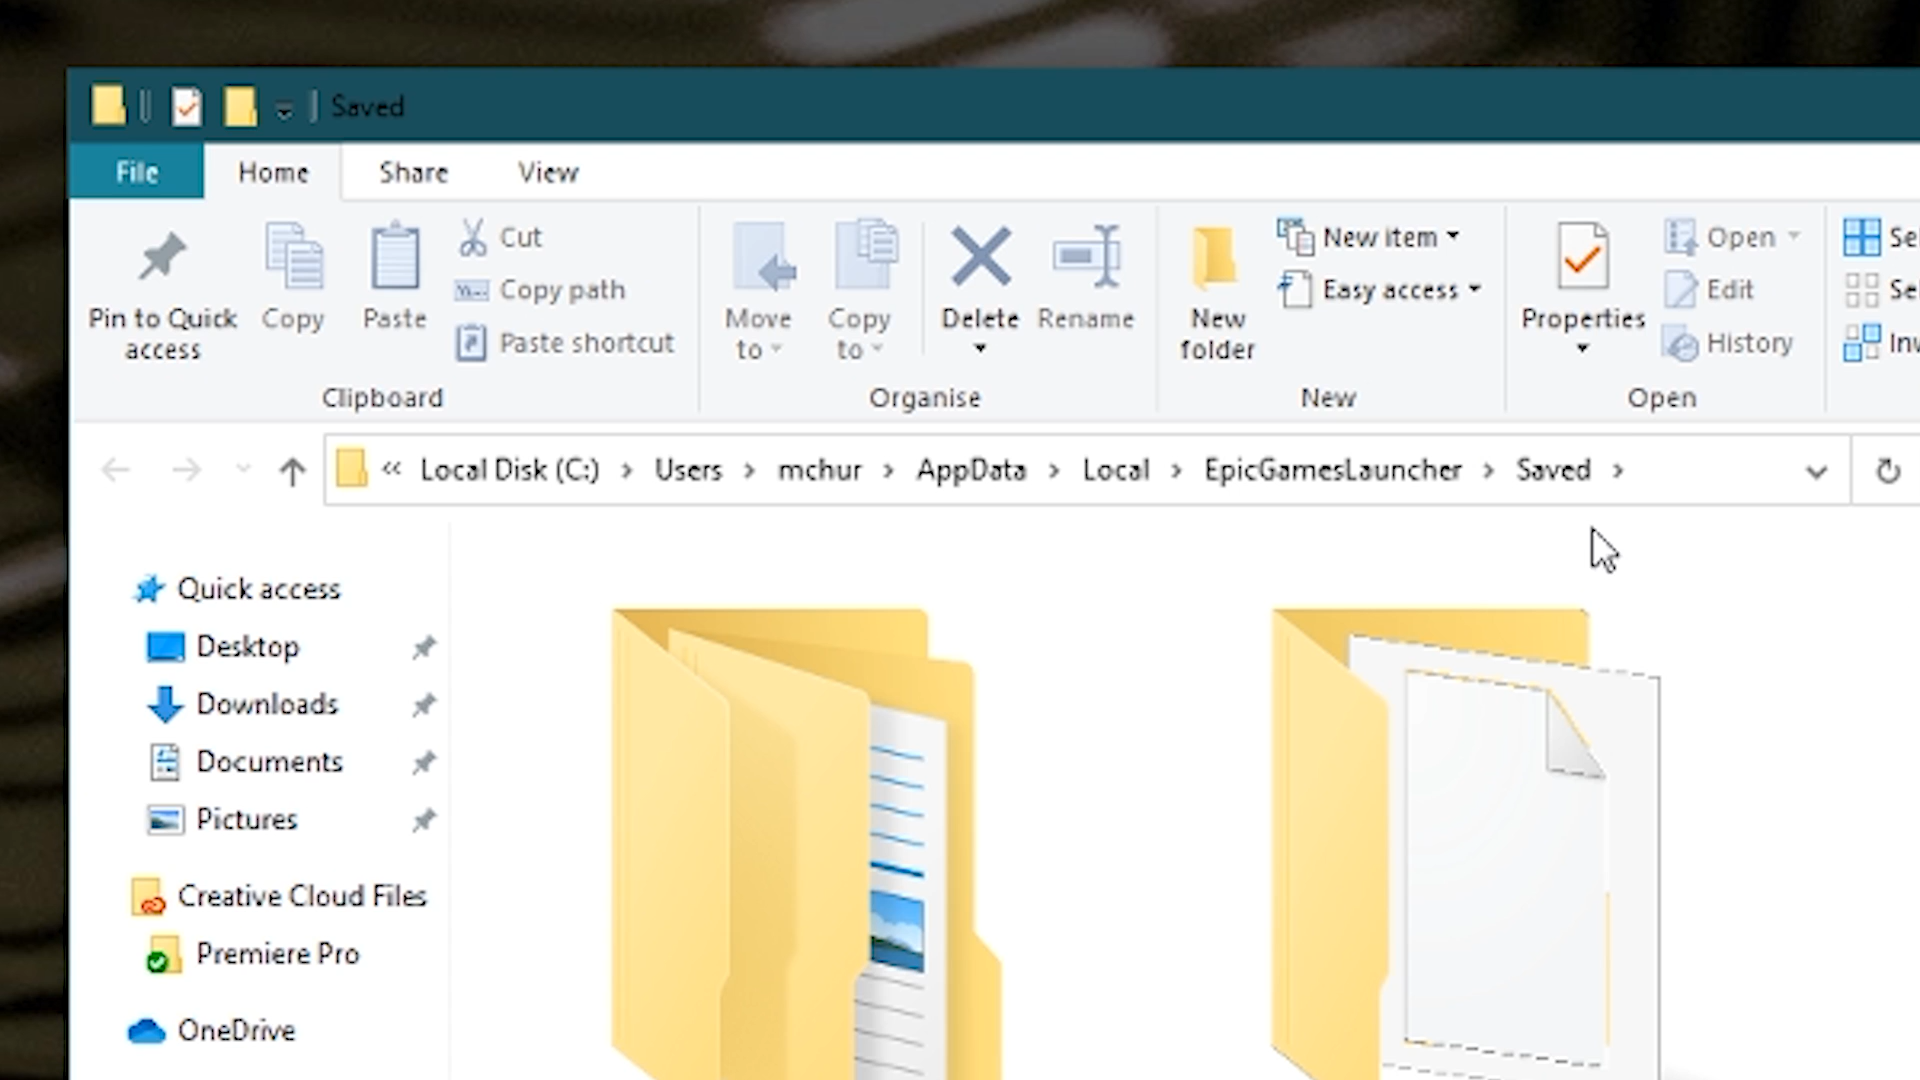 Saved
File Home Share View
Pin to Quick access
Copy
Paste
Cut
Copy path
Paste shortcut
Clipboard
Move to
Copy to
Delete
Rename
Organise
New folder
New item
Easy access
New
Properties
Open
Edit
History
Open
« Local Disk (C:) > Users > mchur > AppData > Local > EpicGamesLauncher > Saved >
Quick access
Desktop
Downloads
Documents
Pictures
Creative Cloud Files
Premiere Pro
OneDrive